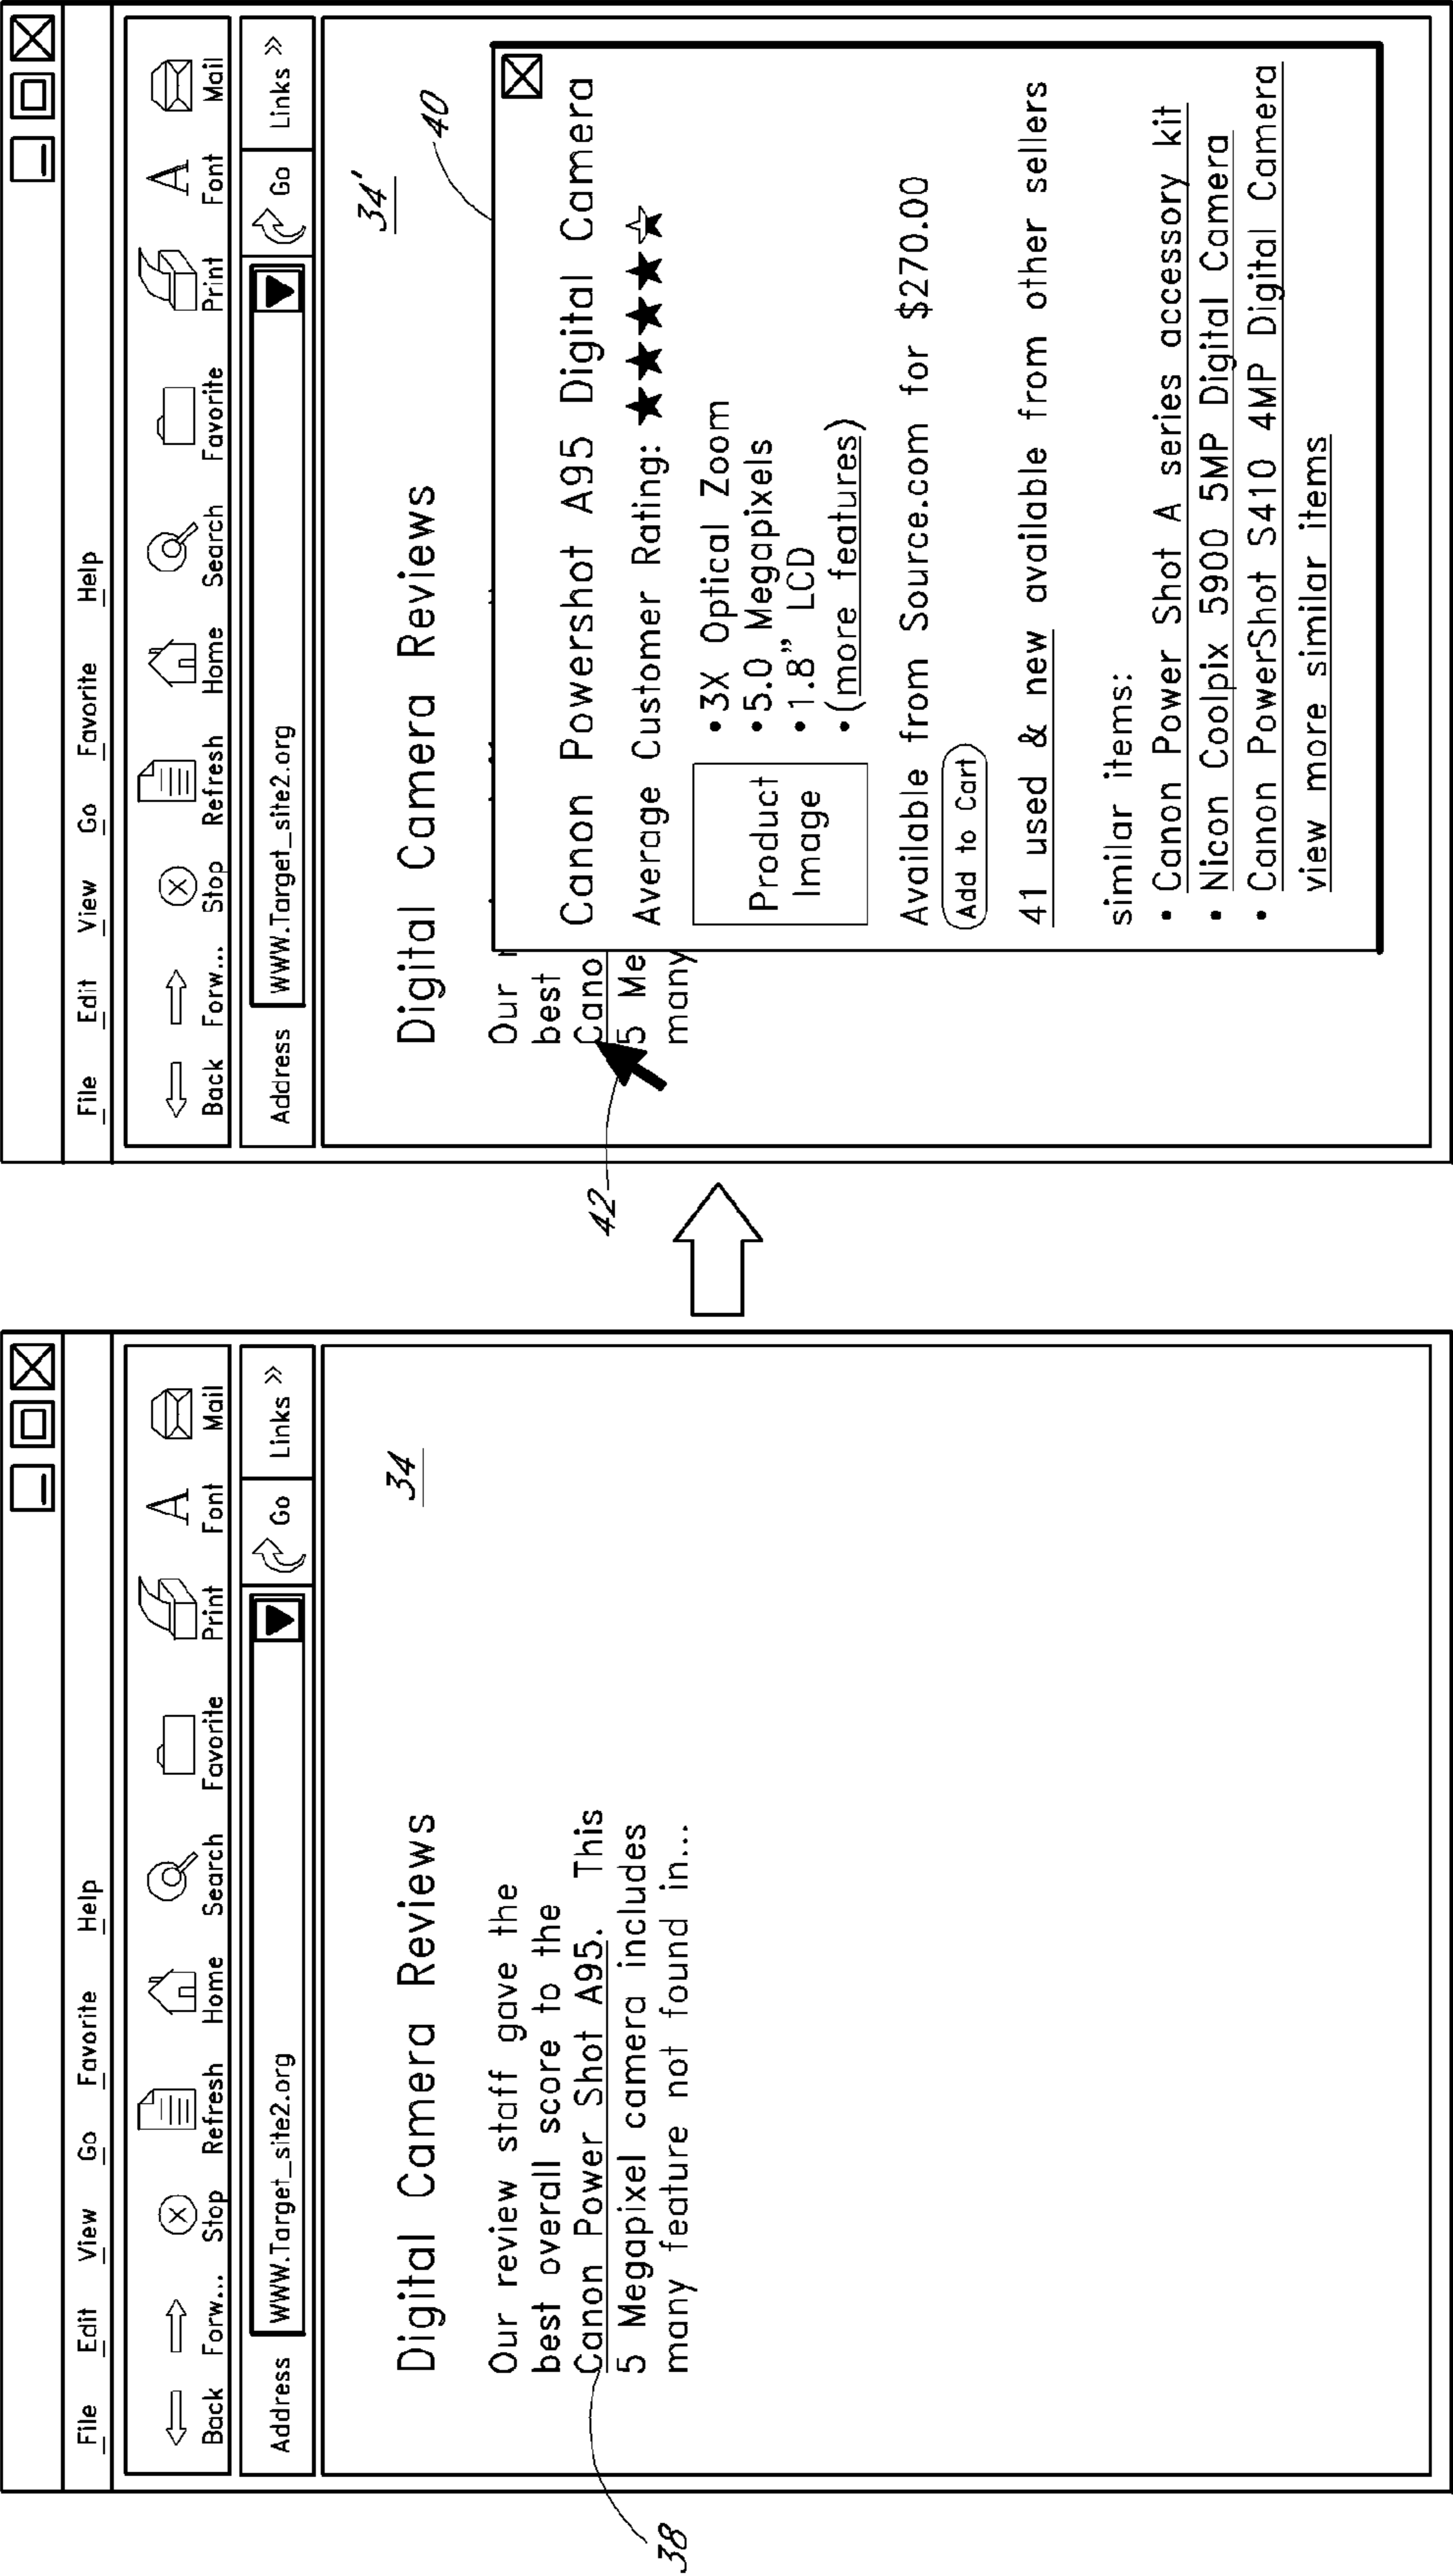 File Edit View Go Favorite Help
Back Forw... Stop Refresh Home Search Favorite Print Font Mail
Address WWW.Target_site2.org Go Links »
34
Digital Camera Reviews
Our review staff gave the
best overall score to the
Canon Power Shot A95. This
5 Megapixel camera includes
many feature not found in...
38
File Edit View Go Favorite Help
Back Forw... Stop Refresh Home Search Favorite Print Font Mail
Address WWW.Target_site2.org Go Links »
34'
Digital Camera Reviews
40
Our
best
Cano
5 Me
many
42
Canon Powershot A95 Digital Camera
Average Customer Rating:
Product
Image
• 3X Optical Zoom
• 5.0 Megapixels
• 1.8” LCD
• (more features)
Available from Source.com for $270.00
Add to Cart
41 used & new available from other sellers
similar items:
• Canon Power Shot A series accessory kit
• Nicon Coolpix 5900 5MP Digital Camera
• Canon PowerShot S410 4MP Digital Camera
view more similar items